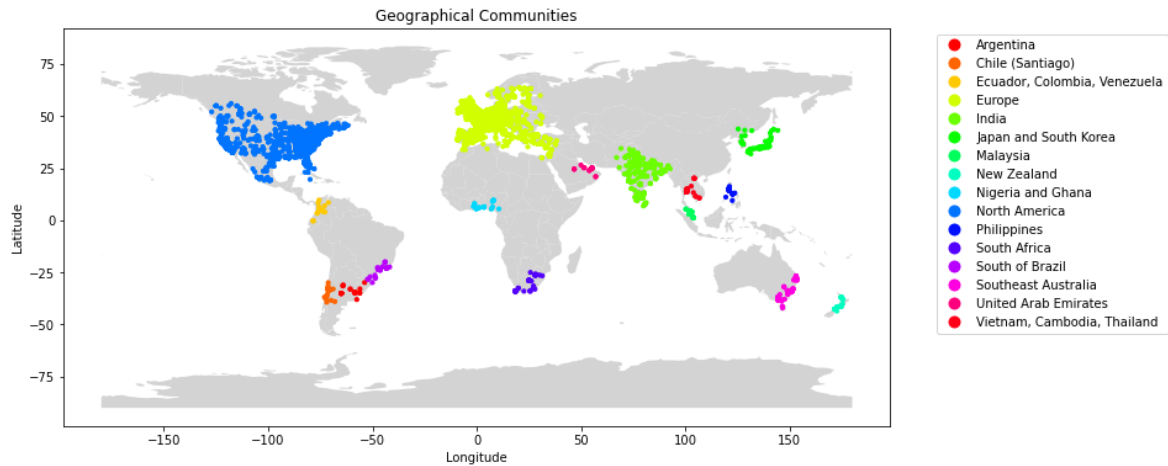 Geographical Communities
75
50
25
0
−25
−50
−75
Latitude
−150
−100
−50
0
50
100
150
Longitude
Argentina
Chile (Santiago)
Ecuador, Colombia, Venezuela
Europe
India
Japan and South Korea
Malaysia
New Zealand
Nigeria and Ghana
North America
Philippines
South Africa
South of Brazil
Southeast Australia
United Arab Emirates
Vietnam, Cambodia, Thailand